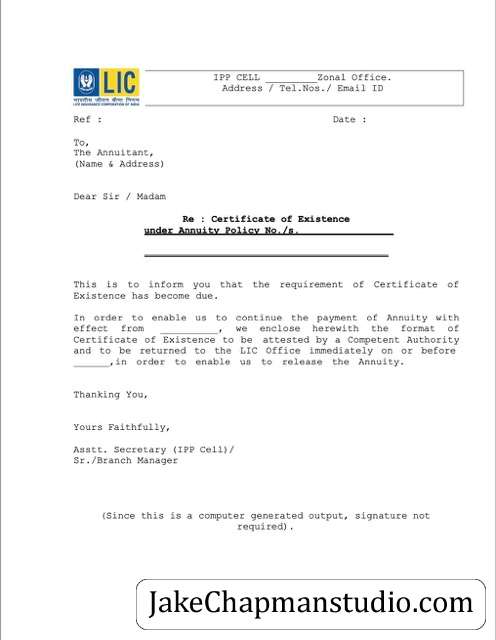 LIC
भारतीय जीवन बीमा निगम
LIFE INSURANCE CORPORATION OF INDIA
IPP CELL _________Zonal Office.
Address / Tel.Nos./ Email ID
Ref :
Date :
To,
The Annuitant,
(Name & Address)
Dear Sir / Madam
Re : Certificate of Existence
under Annuity Policy No./s.________________
This is to inform you that the requirement of Certificate of
Existence has become due.
In order to enable us to continue the payment of Annuity with
effect from __________, we enclose herewith the format of
Certificate of Existence to be attested by a Competent Authority
and to be returned to the LIC Office immediately on or before
______,in order to enable us to release the Annuity.
Thanking You,
Yours Faithfully,
Asstt. Secretary (IPP Cell)/
Sr./Branch Manager
(Since this is a computer generated output, signature not
required).
JakeChapmanstudio.com